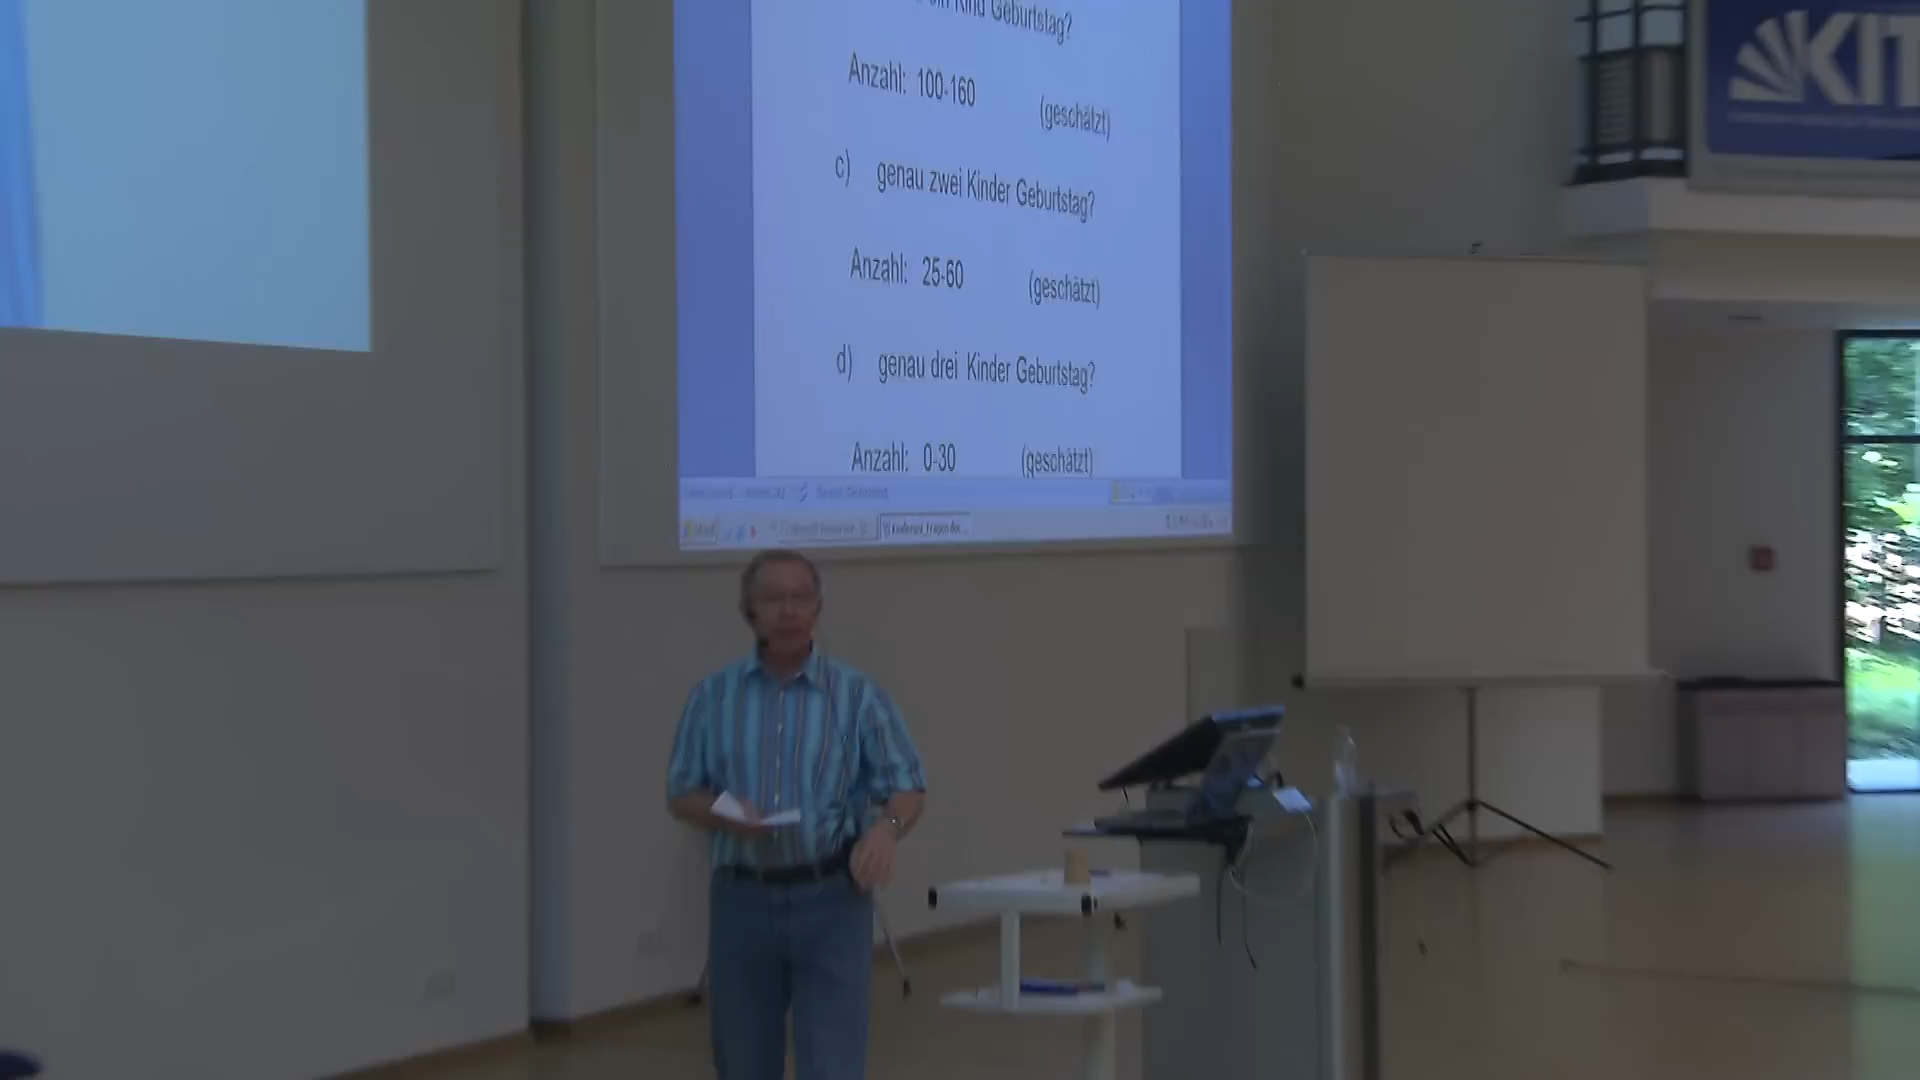 ein Kind Geburtstag?
Anzahl: 100-160 (geschätzt)
c) genau zwei Kinder Geburtstag?
Anzahl: 25-60 (geschätzt)
d) genau drei Kinder Geburtstag?
Anzahl: 0-30 (geschätzt)
KIT